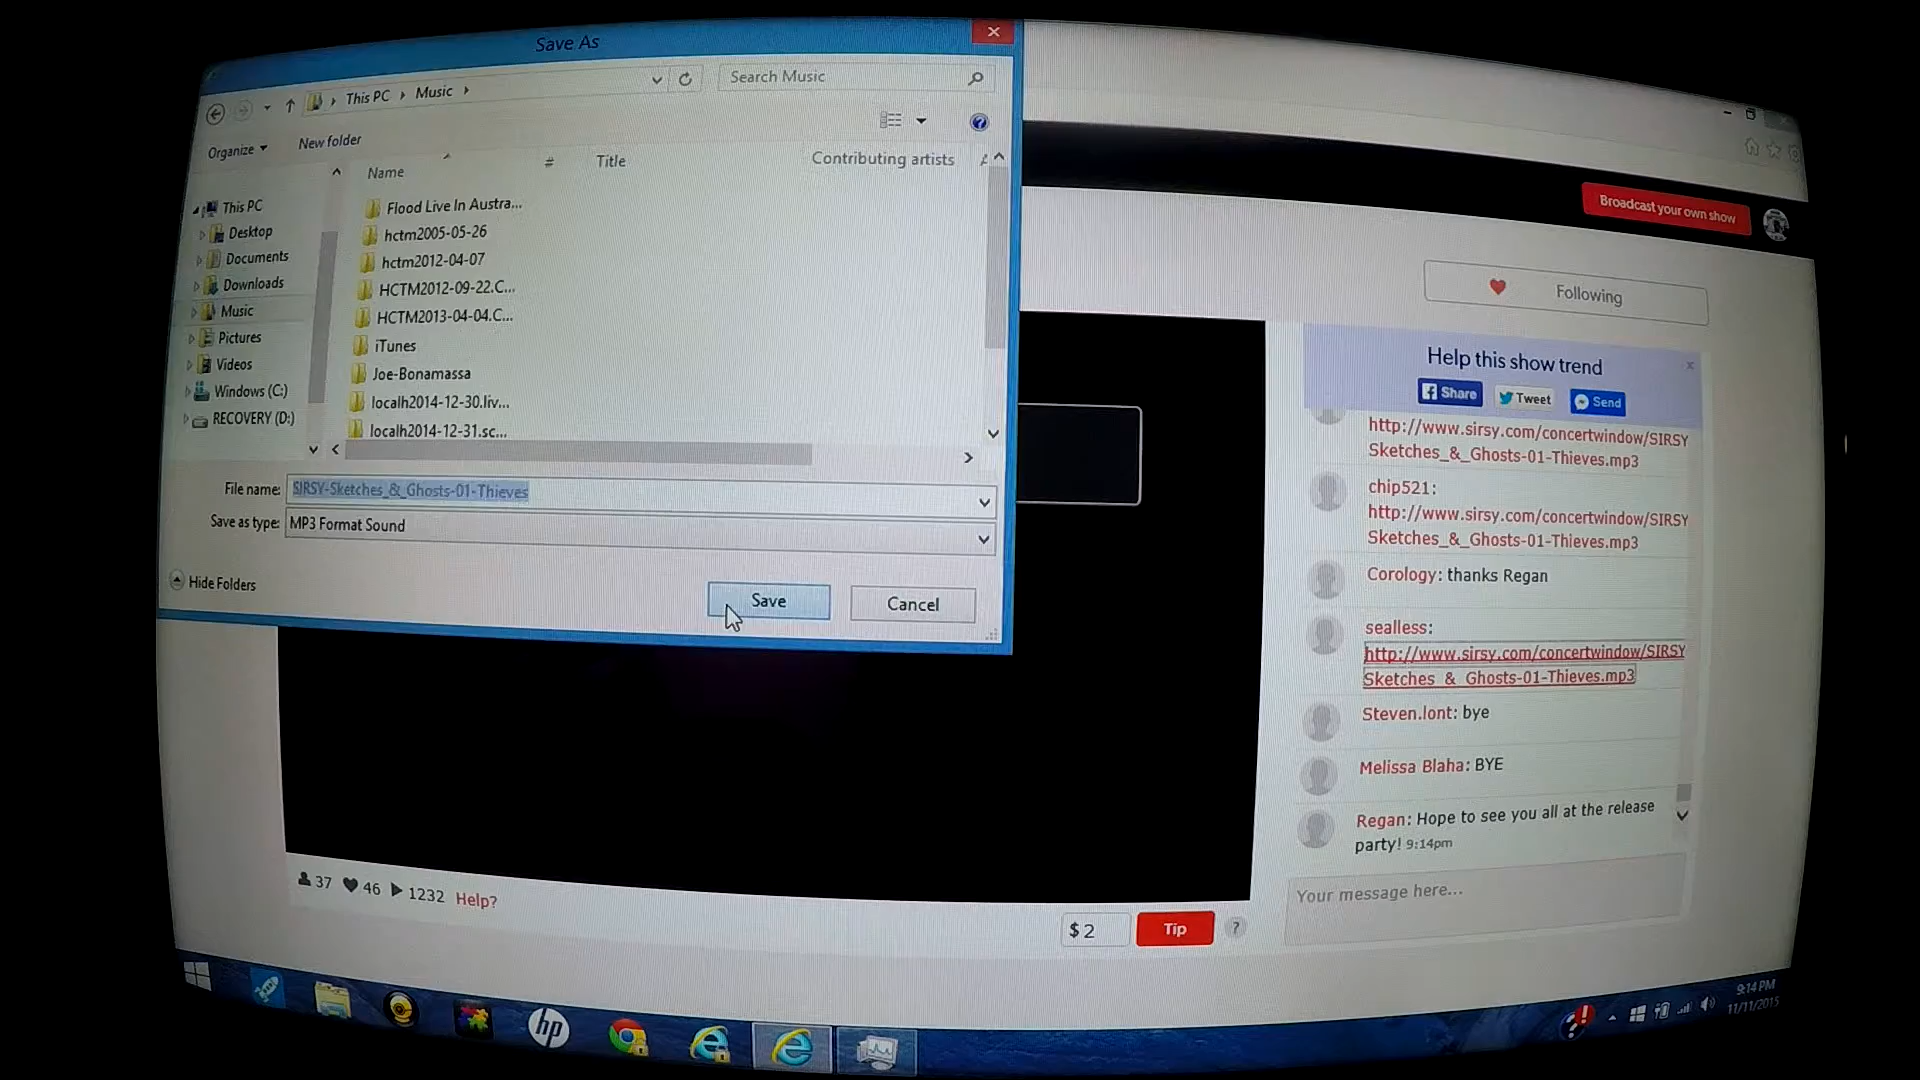 Save As
This PC
Music
Search Music
Organize
New folder
Name
#
Title
Contributing artists
This PC
Desktop
Documents
Downloads
Music
Pictures
Videos
Windows (C:)
RECOVERY (D:)
Flood Live In Austra...
hctm2005-05-26
hctm2012-04-07
HCTM2012-09-22.C...
HCTM2013-04-04.C...
iTunes
Joe-Bonamassa
localh2014-12-30.liv...
localh2014-12-31.sc...
File name: SIRSY-Sketches_&_Ghosts-01-Thieves
Save as type: MP3 Format Sound
Hide Folders
Save
Cancel
Broadcast your own show
Following
Help this show trend
Share
Tweet
Send
http://www.sirsy.com/concertwindow/SIRSY
Sketches_&_Ghosts-01-Thieves.mp3
chip521:
http://www.sirsy.com/concertwindow/SIRSY
Sketches_&_Ghosts-01-Thieves.mp3
Corology: thanks Regan
sealless:
http://www.sirsy.com/concertwindow/SIRSY
Sketches_&_Ghosts-01-Thieves.mp3
Steven.lont: bye
Melissa Blaha: BYE
Regan: Hope to see you all at the release
party! 9:14pm
Your message here...
37 46 1232 Help?
$ 2
Tip
?
hp
9:14 PM
11/11/2015